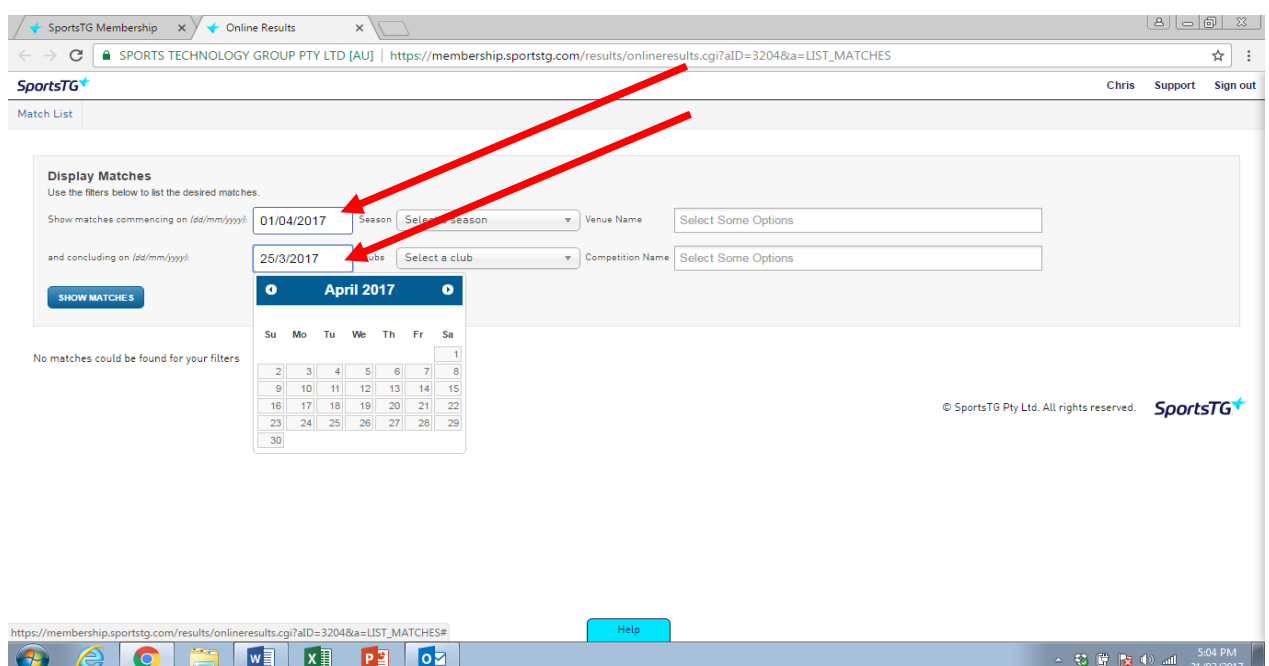 SportsTG Membership Online Results
SPORTS TECHNOLOGY GROUP PTY LTD [AU] https://membership.sportstg.com/results/onlineresults.cgi?aID=3204&a=LIST_MATCHES
SportsTG Chris Support Sign out
Match List
Display Matches
Use the filters below to list the desired matches.
Show matches commencing on (dd/mm/yyyy): 01/04/2017 Season Select a season Venue Name Select Some Options
and concluding on (dd/mm/yyyy): 25/3/2017 Select a club Competition Name Select Some Options
SHOW MATCHES
April 2017
Su Mo Tu We Th Fr Sa
1
2 3 4 5 6 7 8
9 10 11 12 13 14 15
16 17 18 19 20 21 22
23 24 25 26 27 28 29
30
No matches could be found for your filters
© SportsTG Pty Ltd. All rights reserved. SportsTG
https://membership.sportstg.com/results/onlineresults.cgi?aID=3204&a=LIST_MATCHES#
Help
5:04 PM